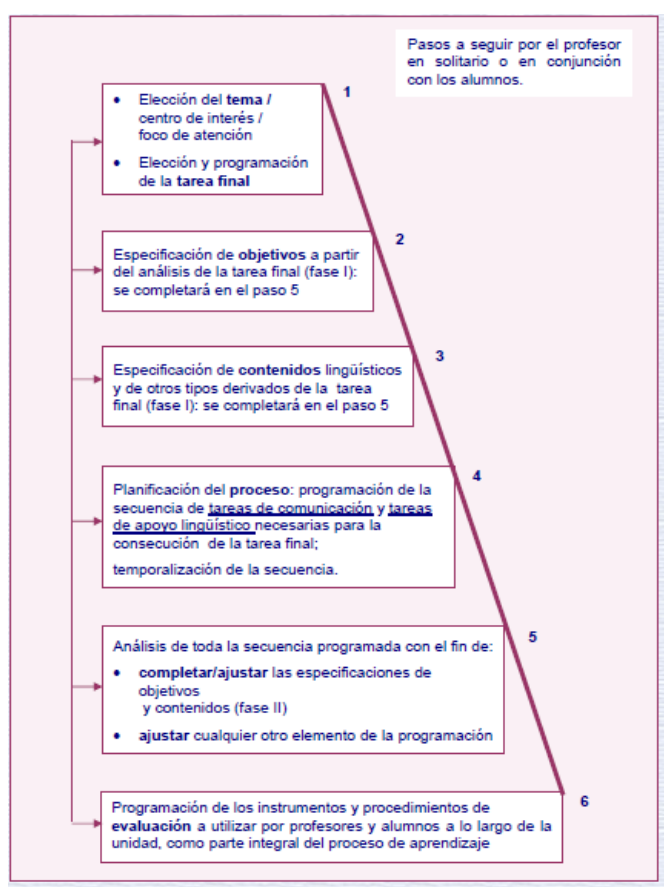 Pasos a seguir por el profesor
en solitario o en conjunción
con los alumnos.
1
• Elección del tema /
centro de interés /
foco de atención
• Elección y programación
de la tarea final
2
Especificación de objetivos a partir
del análisis de la tarea final (fase I):
se completará en el paso 5
3
Especificación de contenidos lingüísticos
y de otros tipos derivados de la tarea
final (fase I): se completará en el paso 5
4
Planificación del proceso: programación de la
secuencia de tareas de comunicación y tareas
de apoyo lingüístico necesarias para la
consecución de la tarea final;
temporalización de la secuencia.
5
Análisis de toda la secuencia programada con el fin de:
• completar/ajustar las especificaciones de
objetivos
y contenidos (fase II)
• ajustar cualquier otro elemento de la programación
6
Programación de los instrumentos y procedimientos de
evaluación a utilizar por profesores y alumnos a lo largo de la
unidad, como parte integral del proceso de aprendizaje